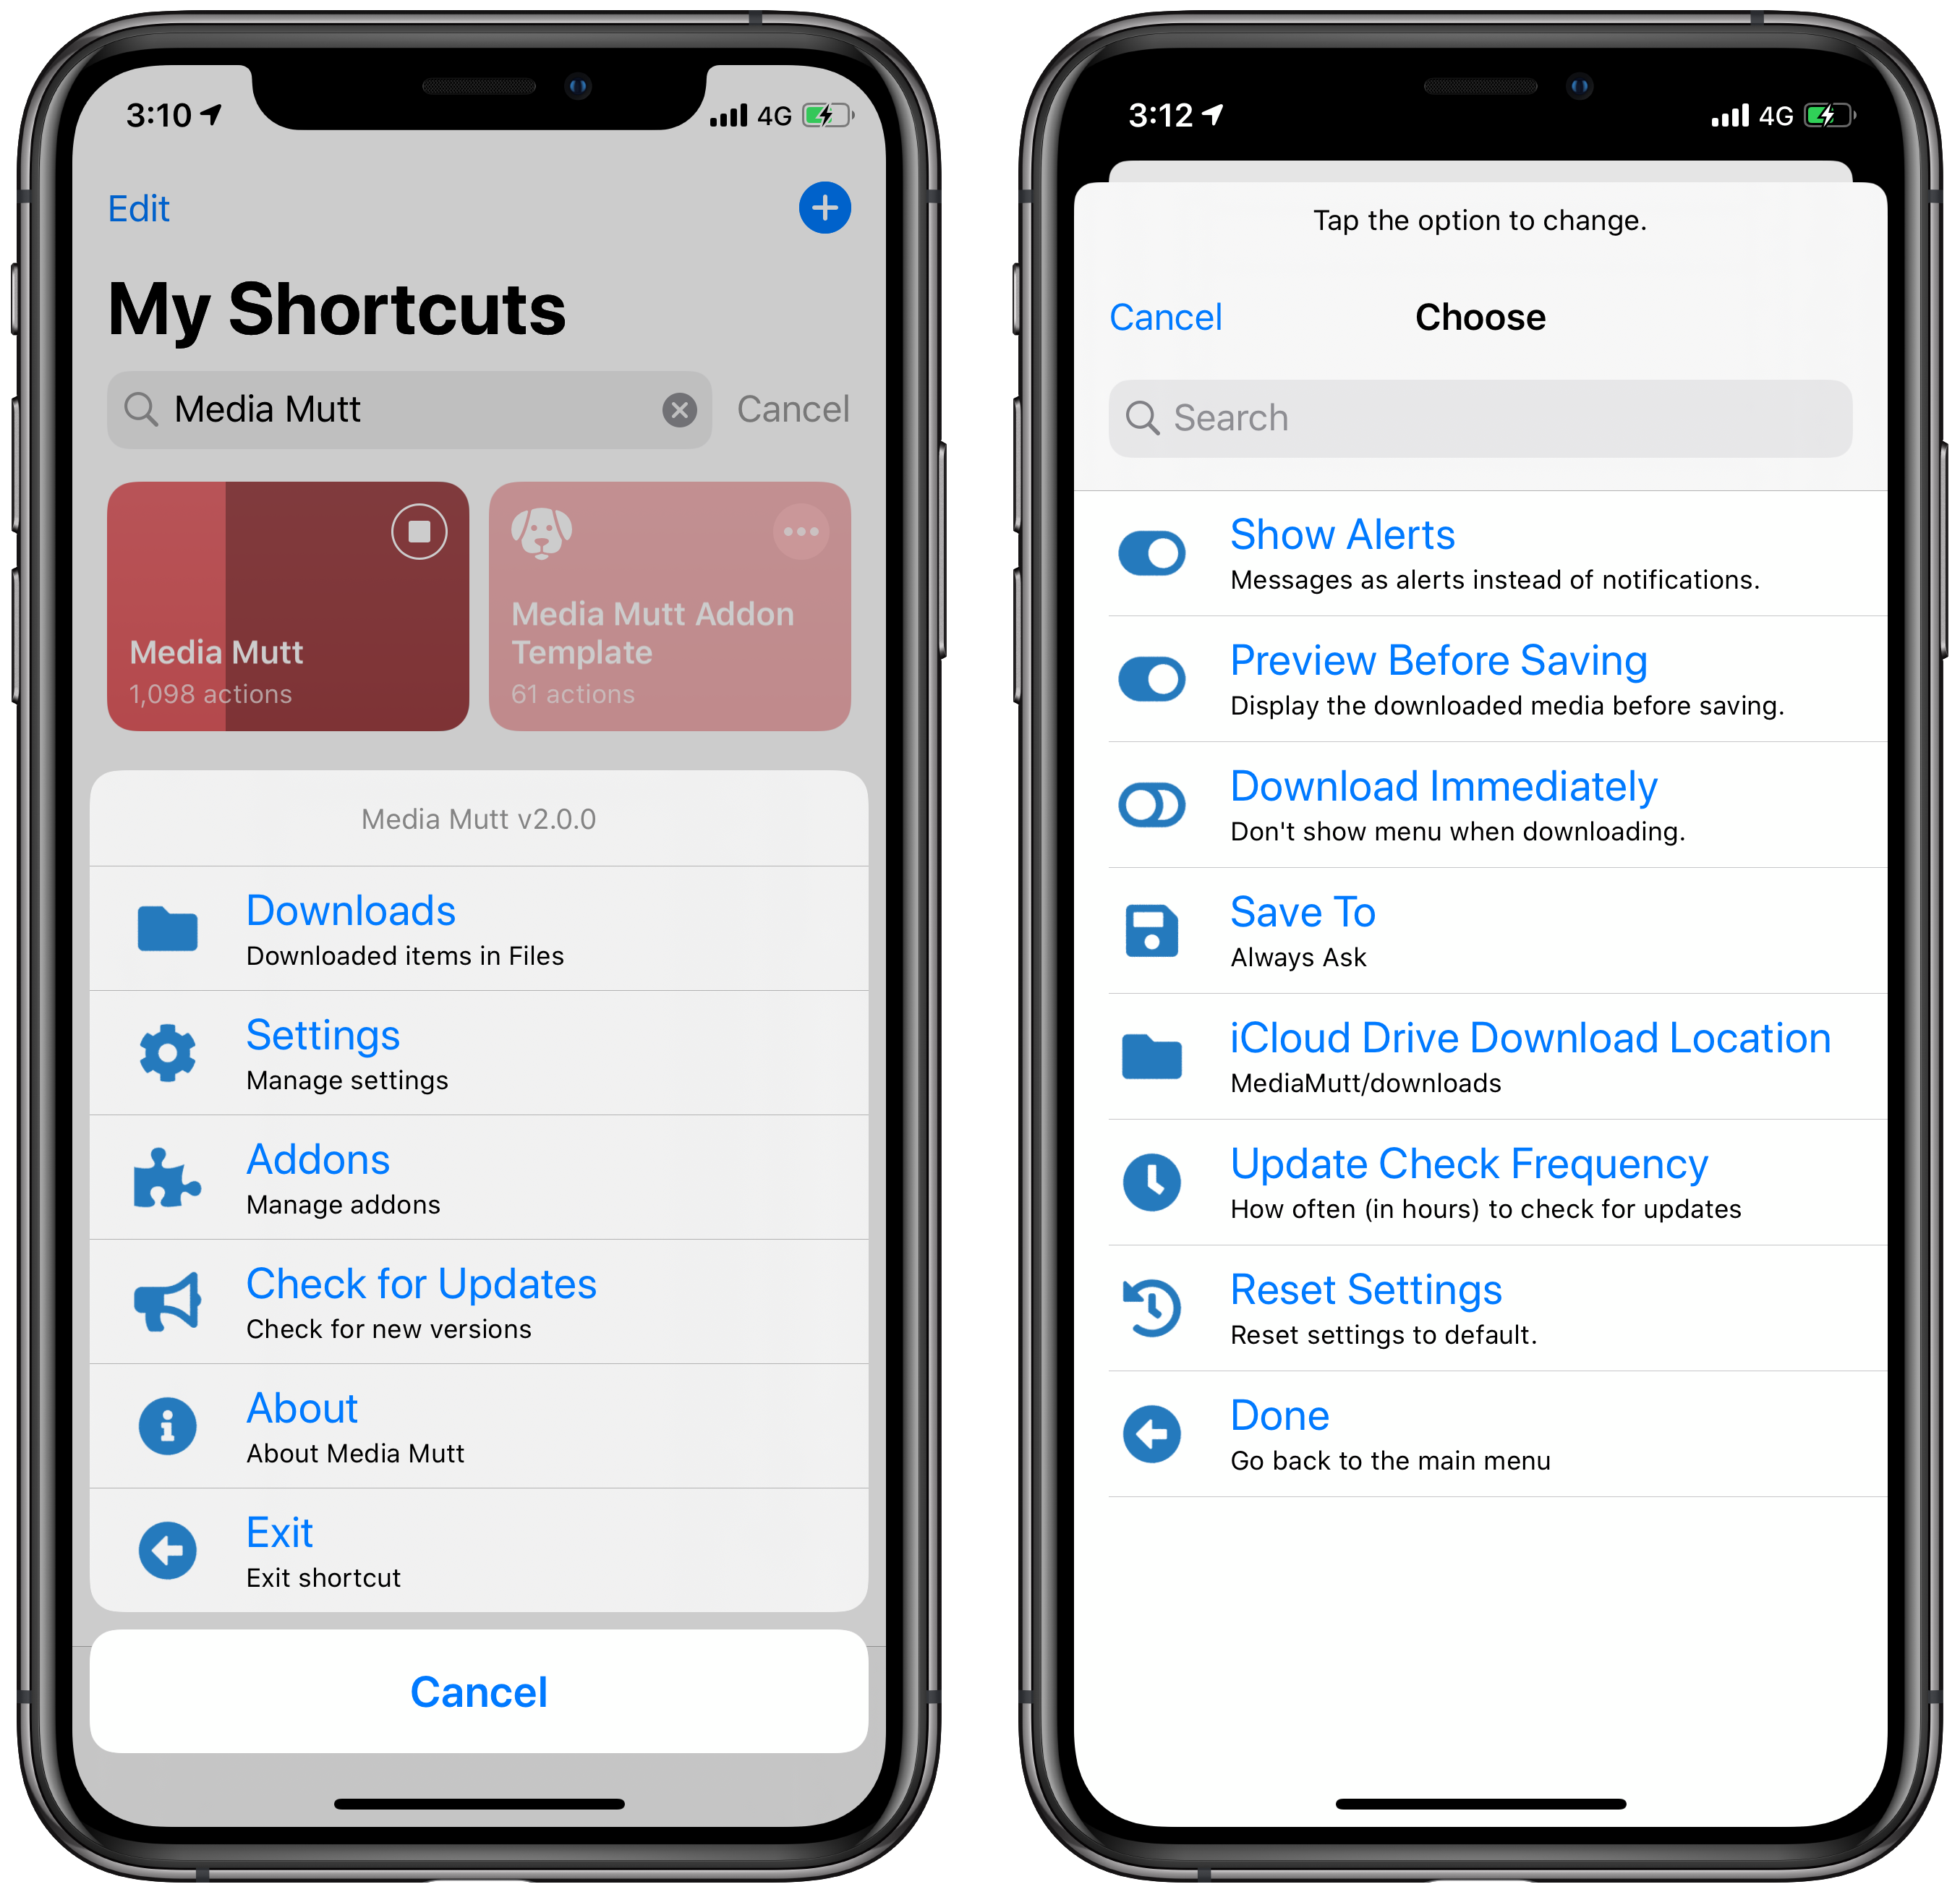 3:10
4G
Edit
My Shortcuts
Media Mutt
Cancel
Media Mutt
1,098 actions
Media Mutt Addon
Template
61 actions
Media Mutt v2.0.0
Downloads
Downloaded items in Files
Settings
Manage settings
Addons
Manage addons
Check for Updates
Check for new versions
About
About Media Mutt
Exit
Exit shortcut
Cancel
3:12
4G
Tap the option to change.
Cancel
Choose
Search
Show Alerts
Messages as alerts instead of notifications.
Preview Before Saving
Display the downloaded media before saving.
Download Immediately
Don't show menu when downloading.
Save To
Always Ask
iCloud Drive Download Location
MediaMutt/downloads
Update Check Frequency
How often (in hours) to check for updates
Reset Settings
Reset settings to default.
Done
Go back to the main menu